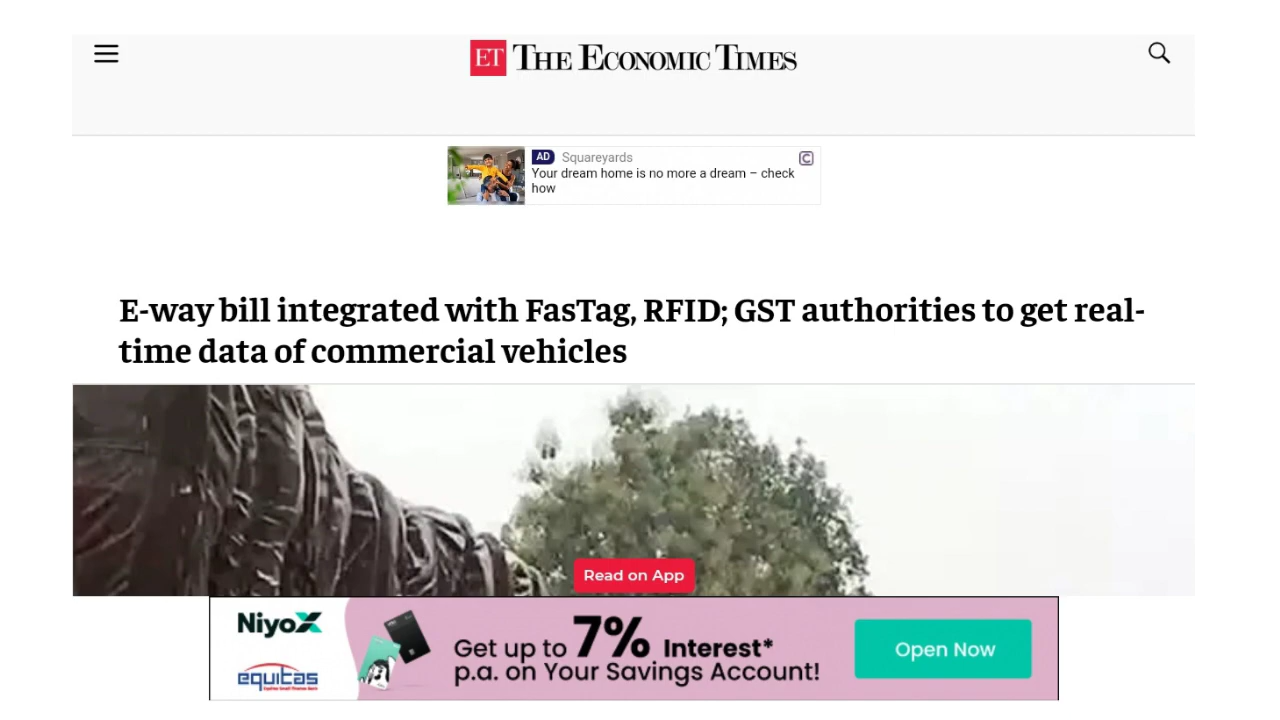 ET THE ECONOMIC TIMES
AD Squareyards
Your dream home is no more a dream – check
how
E-way bill integrated with FasTag, RFID; GST authorities to get real-
time data of commercial vehicles
Read on App
NiyoX
equitas
Get up to 7% Interest*
p.a. on Your Savings Account!
Open Now